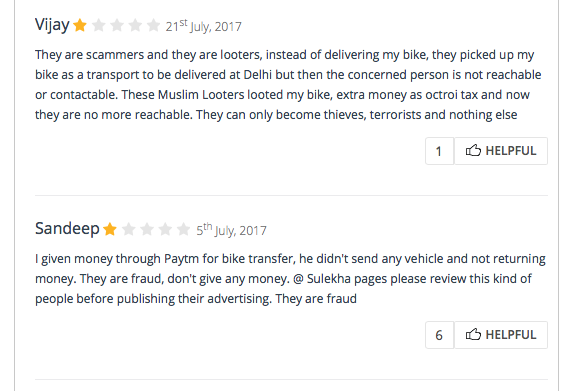 Vijay 21st July, 2017
They are scammers and they are looters, instead of delivering my bike, they picked up my
bike as a transport to be delivered at Delhi but then the concerned person is not reachable
or contactable. These Muslim Looters looted my bike, extra money as octroi tax and now
they are no more reachable. They can only become thieves, terrorists and nothing else
1 HELPFUL
Sandeep 5th July, 2017
I given money through Paytm for bike transfer, he didn't send any vehicle and not returning
money. They are fraud, don't give any money. @ Sulekha pages please review this kind of
people before publishing their advertising. They are fraud
6 HELPFUL